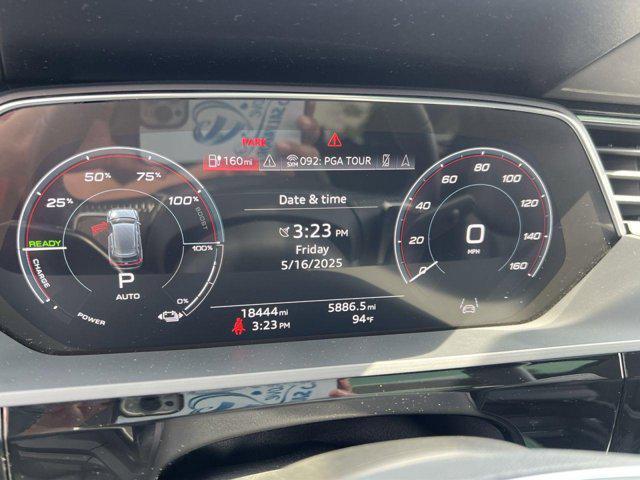 PARK
160mi SXM 092: PGA TOUR
Date & time
3:23 PM
Friday
5/16/2025
18444mi 5886.5mi
3:23 PM 94°F
25% 50% 75% 100%
BOOST
READY
CHARGE
POWER
P
AUTO
100%
0%
0 20 40 60 80 100 120 140 160
0
MPH